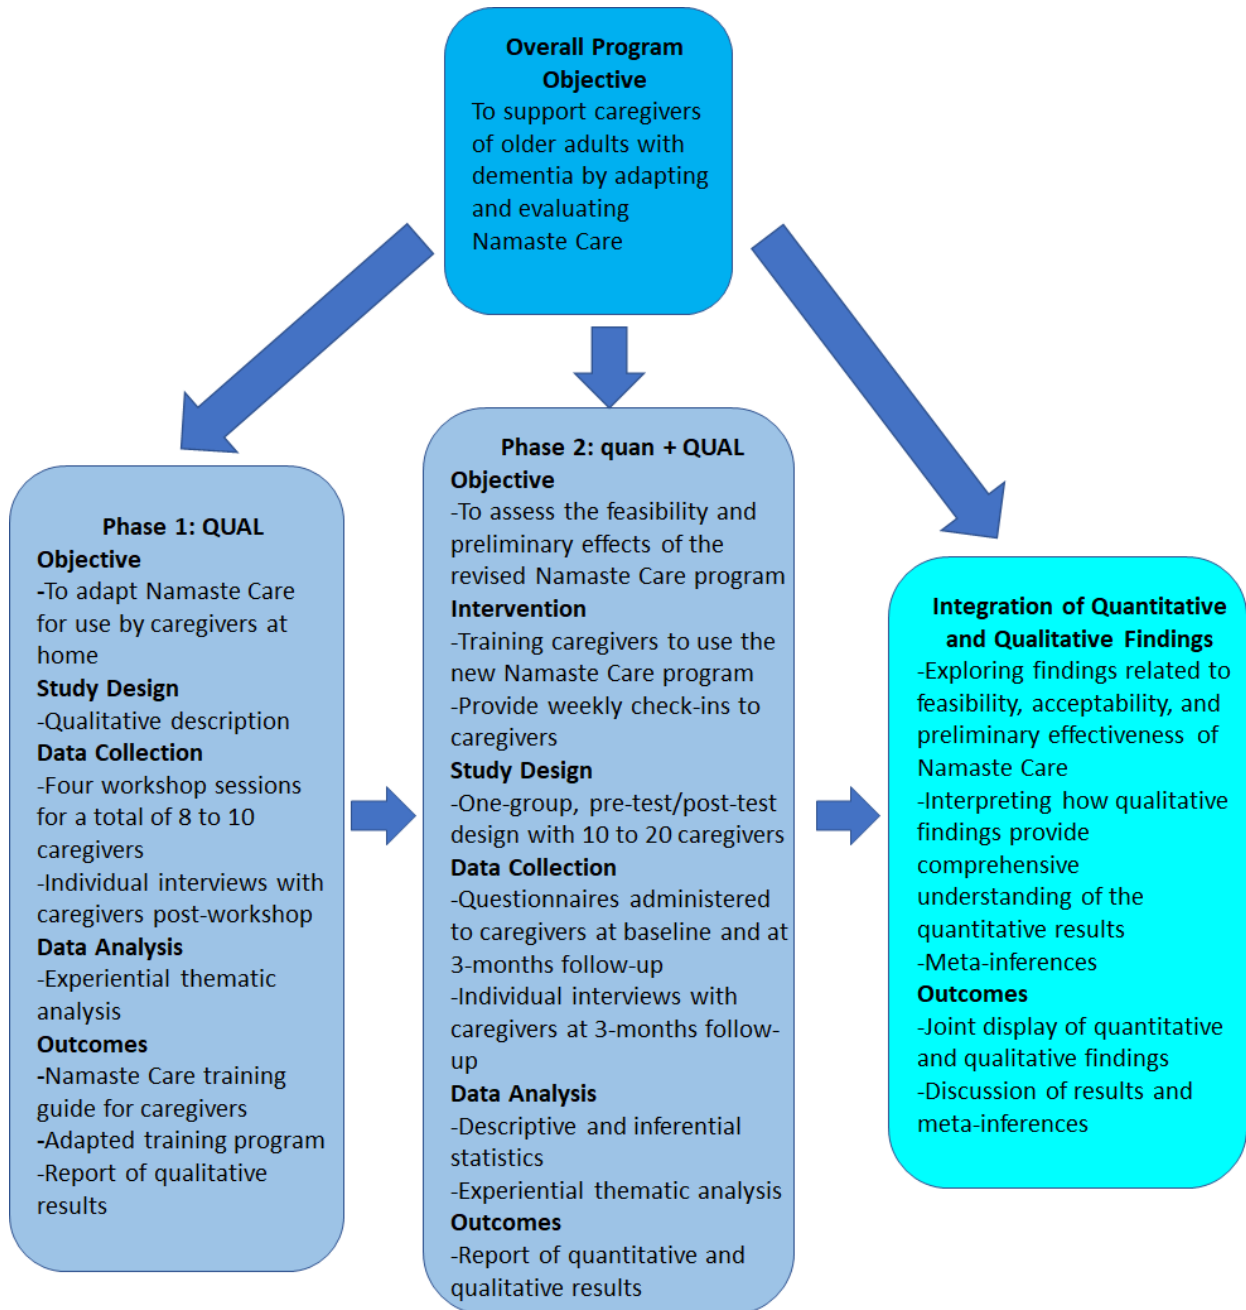 Overall Program
Objective
To support caregivers
of older adults with
dementia by adapting
and evaluating
Namaste Care
Phase 1: QUAL
Objective
-To adapt Namaste Care
for use by caregivers at
home
Study Design
-Qualitative description
Data Collection
-Four workshop sessions
for a total of 8 to 10
caregivers
-Individual interviews with
caregivers post-workshop
Data Analysis
-Experiential thematic
analysis
Outcomes
-Namaste Care training
guide for caregivers
-Adapted training program
-Report of qualitative
results
Phase 2: quan + QUAL
Objective
-To assess the feasibility and
preliminary effects of the
revised Namaste Care program
Intervention
-Training caregivers to use the
new Namaste Care program
-Provide weekly check-ins to
caregivers
Study Design
-One-group, pre-test/post-test
design with 10 to 20 caregivers
Data Collection
-Questionnaires administered
to caregivers at baseline and at
3-months follow-up
-Individual interviews with
caregivers at 3-months follow-
up
Data Analysis
-Descriptive and inferential
statistics
-Experiential thematic analysis
Outcomes
-Report of quantitative and
qualitative results
Integration of Quantitative
and Qualitative Findings
-Exploring findings related to
feasibility, acceptability, and
preliminary effectiveness of
Namaste Care
-Interpreting how qualitative
findings provide
comprehensive
understanding of the
quantitative results
-Meta-inferences
Outcomes
-Joint display of quantitative
and qualitative findings
-Discussion of results and
meta-inferences